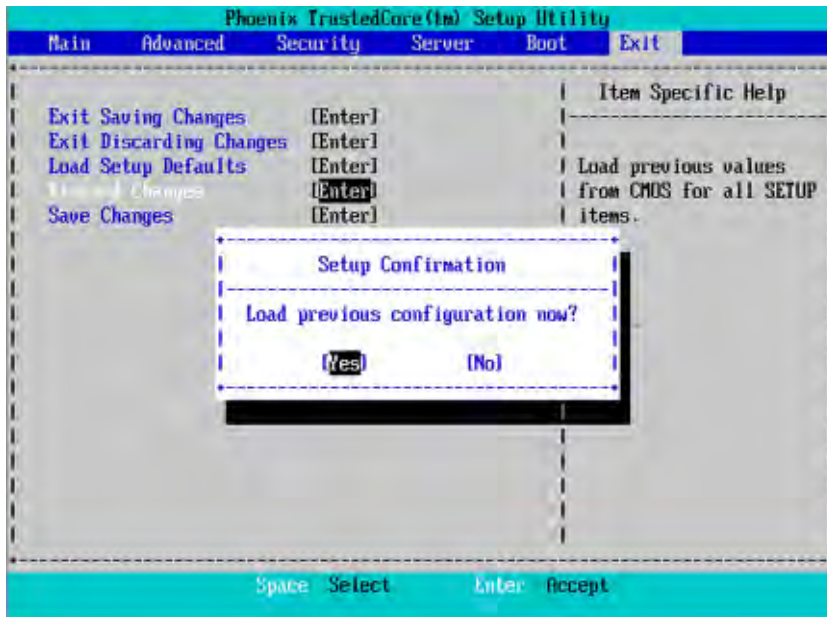 Phoenix TrustedCore(tm) Setup Utility
Main Advanced Security Server Boot Exit
Item Specific Help
Exit Saving Changes [Enter]
Exit Discarding Changes [Enter]
Load Setup Defaults [Enter]
Discard Changes [Enter]
Save Changes [Enter]
Load previous values
from CMOS for all SETUP
items.
Setup Confirmation
Load previous configuration now?
[Yes] [No]
Space Select Enter Accept